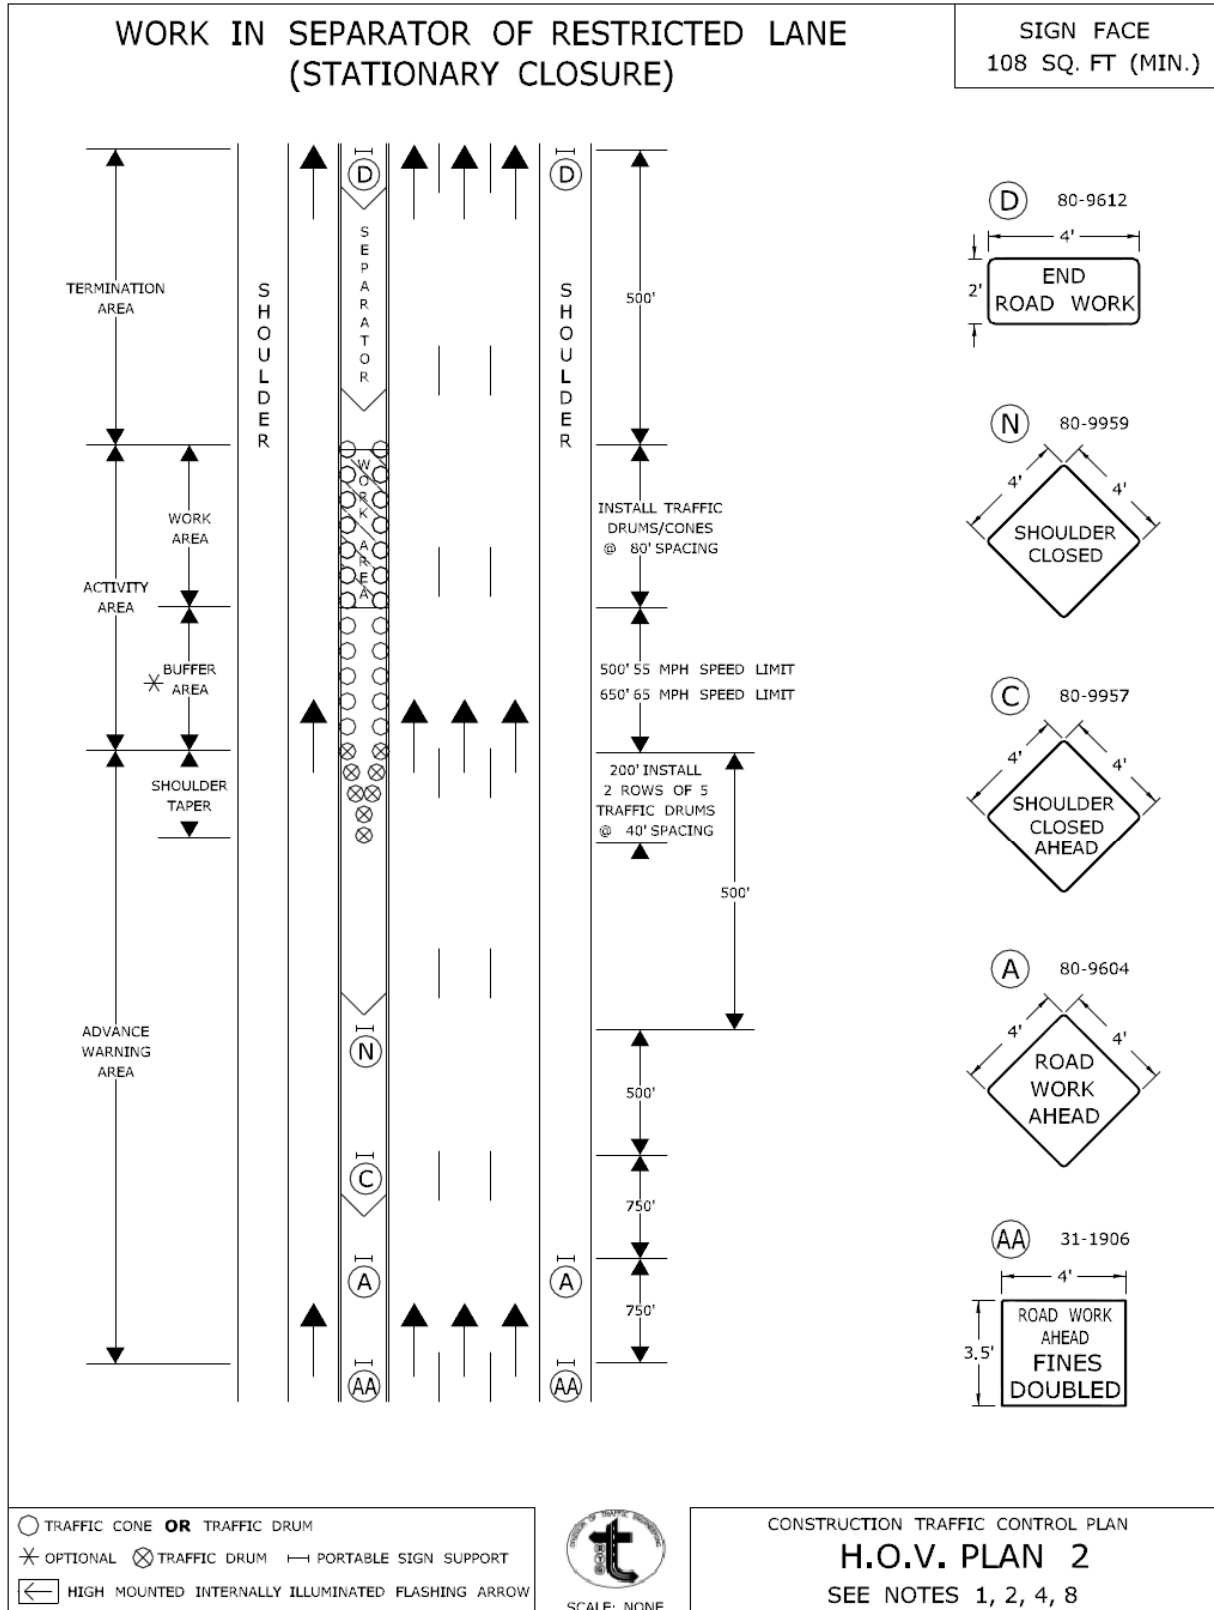 WORK IN SEPARATOR OF RESTRICTED LANE
(STATIONARY CLOSURE)
SIGN FACE
108 SQ. FT (MIN.)
D
D
SEPARATOR
SHOULDER
SHOULDER
TERMINATION
AREA
500'
WORK AREA
WORK
AREA
INSTALL TRAFFIC
DRUMS/CONES
@ 80' SPACING
ACTIVITY
AREA
BUFFER
AREA
500' 55 MPH SPEED LIMIT
650' 65 MPH SPEED LIMIT
SHOULDER
TAPER
200' INSTALL
2 ROWS OF 5
TRAFFIC DRUMS
@ 40' SPACING
500'
ADVANCE
WARNING
AREA
N
500'
C
750'
A
A
750'
AA
AA
D 80-9612
4'
2'
END
ROAD WORK
N 80-9959
4' 4'
SHOULDER
CLOSED
C 80-9957
4' 4'
SHOULDER
CLOSED
AHEAD
A 80-9604
4' 4'
ROAD
WORK
AHEAD
AA 31-1906
4'
3.5'
ROAD WORK
AHEAD
FINES
DOUBLED
TRAFFIC CONE OR TRAFFIC DRUM
OPTIONAL TRAFFIC DRUM PORTABLE SIGN SUPPORT
HIGH MOUNTED INTERNALLY ILLUMINATED FLASHING ARROW
DIVISION OF TRAFFIC ENGINEERING
t
SCALE: NONE
CONSTRUCTION TRAFFIC CONTROL PLAN
H.O.V. PLAN 2
SEE NOTES 1, 2, 4, 8